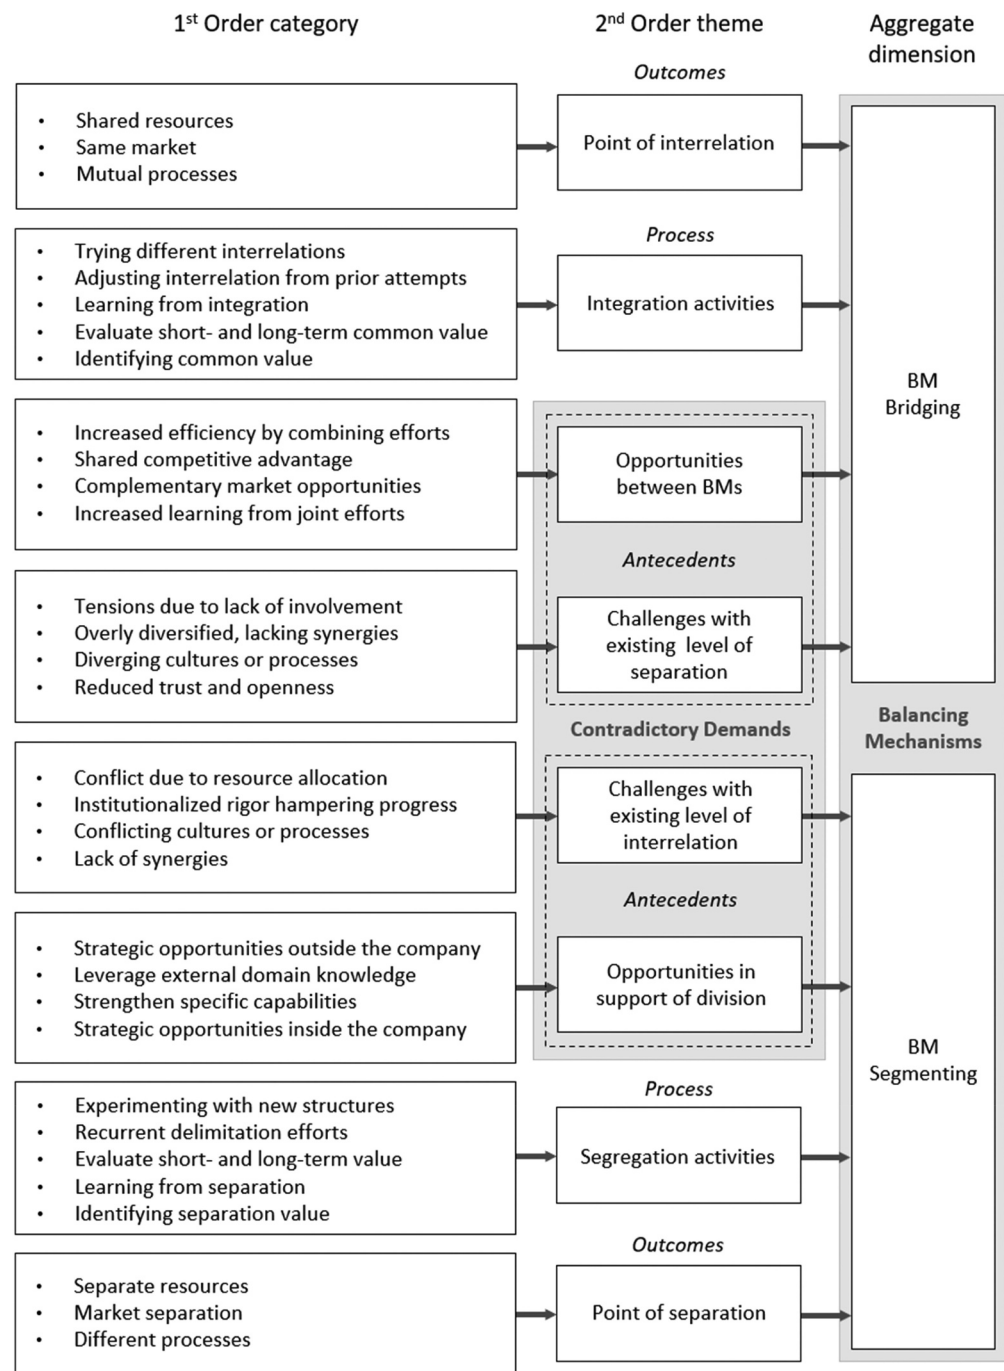 1st Order category
2nd Order theme
Aggregate
dimension
Outcomes
• Shared resources
• Same market
• Mutual processes
Point of interrelation
Process
• Trying different interrelations
• Adjusting interrelation from prior attempts
• Learning from integration
• Evaluate short- and long-term common value
• Identifying common value
Integration activities
BM
Bridging
• Increased efficiency by combining efforts
• Shared competitive advantage
• Complementary market opportunities
• Increased learning from joint efforts
Opportunities
between BMs
Antecedents
• Tensions due to lack of involvement
• Overly diversified, lacking synergies
• Diverging cultures or processes
• Reduced trust and openness
Challenges with
existing level of
separation
Contradictory Demands
Balancing
Mechanisms
• Conflict due to resource allocation
• Institutionalized rigor hampering progress
• Conflicting cultures or processes
• Lack of synergies
Challenges with
existing level of
interrelation
Antecedents
• Strategic opportunities outside the company
• Leverage external domain knowledge
• Strengthen specific capabilities
• Strategic opportunities inside the company
Opportunities in
support of division
BM
Segmenting
Process
• Experimenting with new structures
• Recurrent delimitation efforts
• Evaluate short- and long-term value
• Learning from separation
• Identifying separation value
Segregation activities
Outcomes
• Separate resources
• Market separation
• Different processes
Point of separation